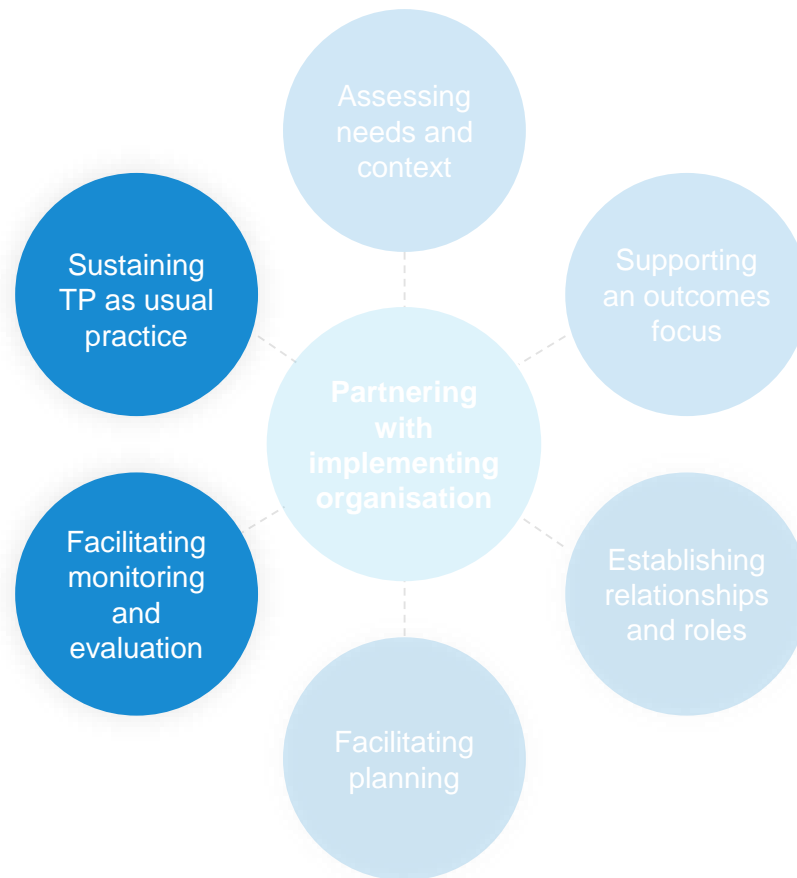 Assessing
needs and
context
Supporting
an outcomes
focus
Establishing
relationships
and roles
Facilitating
planning
Facilitating
monitoring
and
evaluation
Sustaining
TP as usual
practice
Partnering
with
implementing
organisation